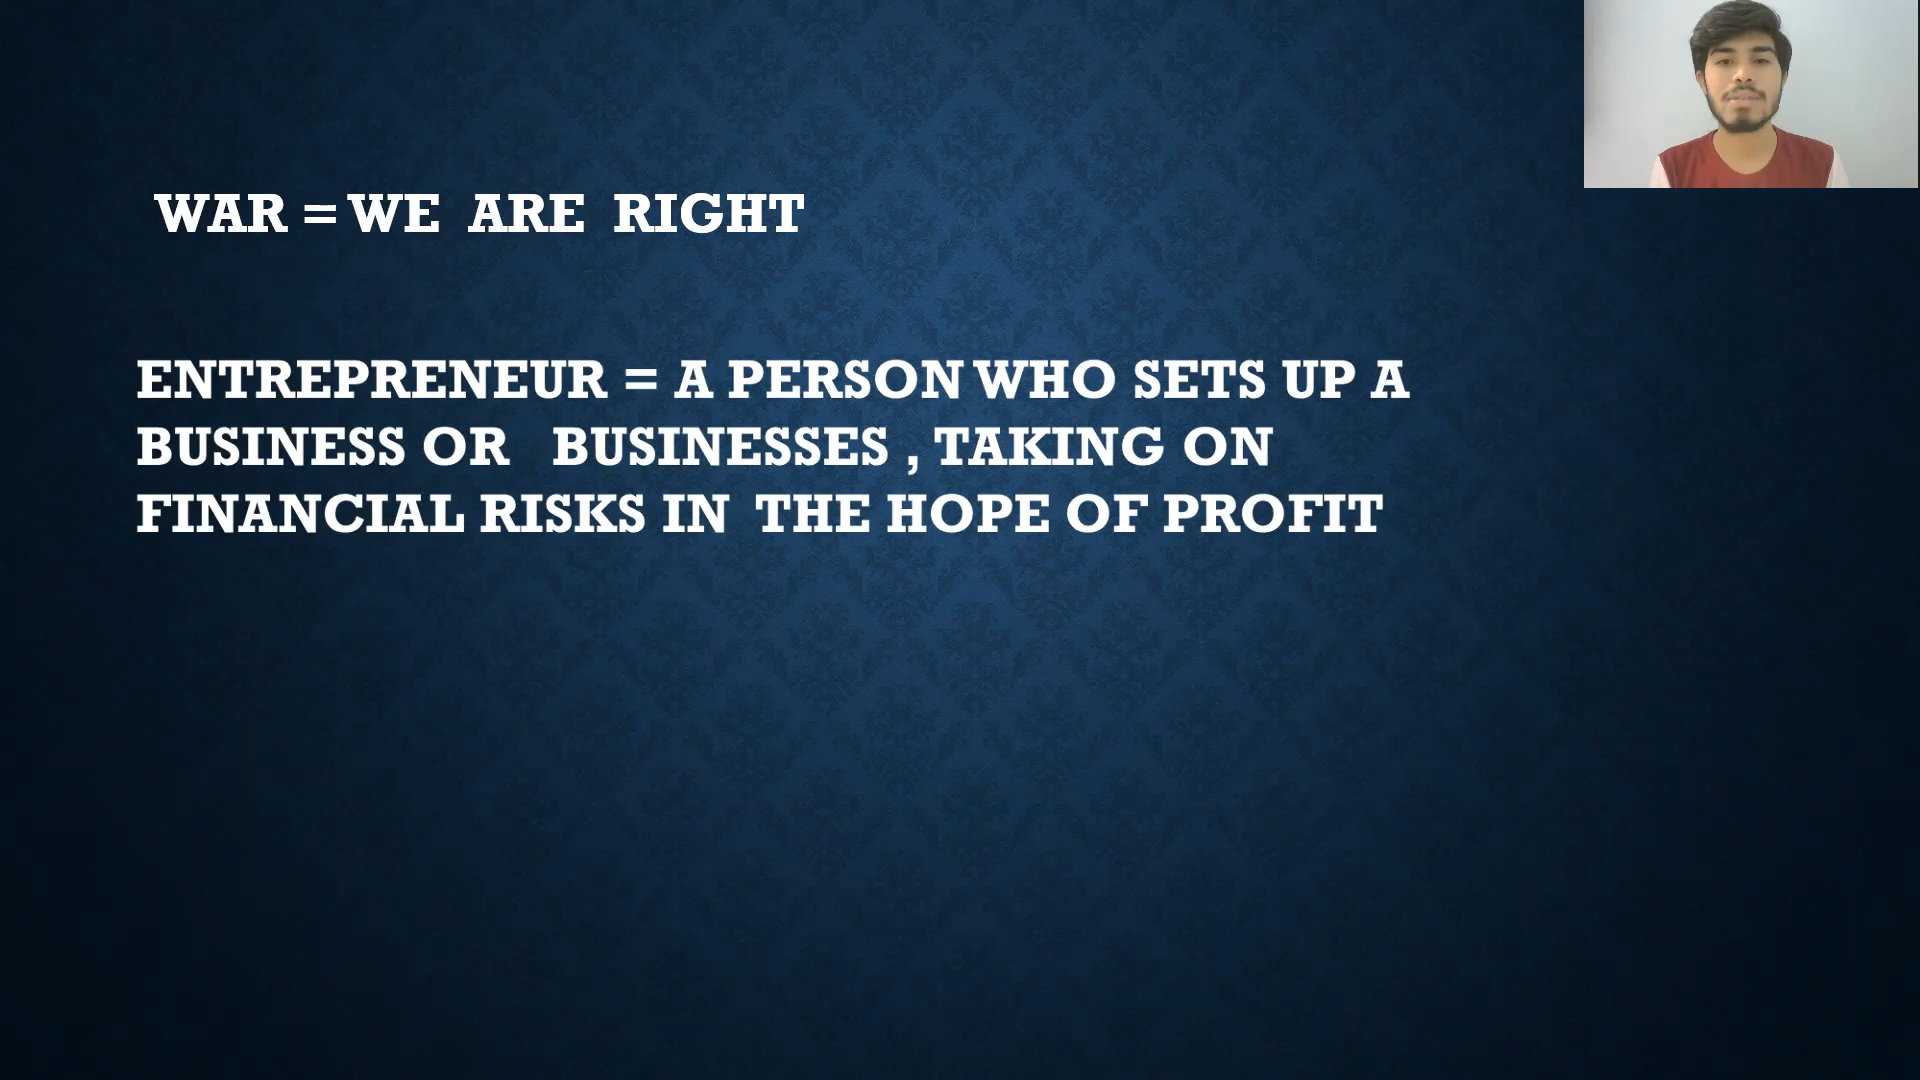 WAR = WE ARE RIGHT
ENTREPRENEUR = A PERSON WHO SETS UP A
BUSINESS OR BUSINESSES , TAKING ON
FINANCIAL RISKS IN THE HOPE OF PROFIT